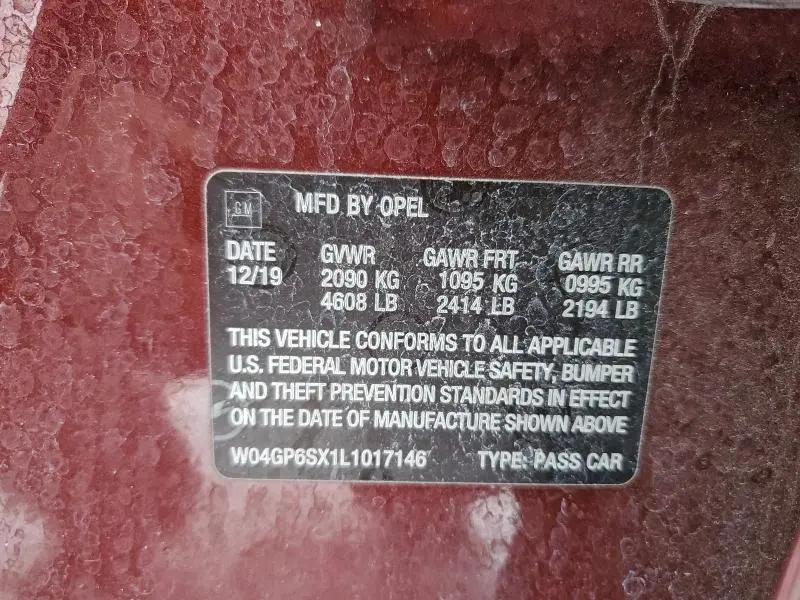 GM MFD BY OPEL
DATE GVWR GAWR FRT GAWR RR
12/19 2090 KG 1095 KG 0995 KG
4608 LB 2414 LB 2194 LB
THIS VEHICLE CONFORMS TO ALL APPLICABLE
U.S. FEDERAL MOTOR VEHICLE SAFETY, BUMPER
AND THEFT PREVENTION STANDARDS IN EFFECT
ON THE DATE OF MANUFACTURE SHOWN ABOVE
W04GP6SX1L1017146 TYPE: PASS CAR